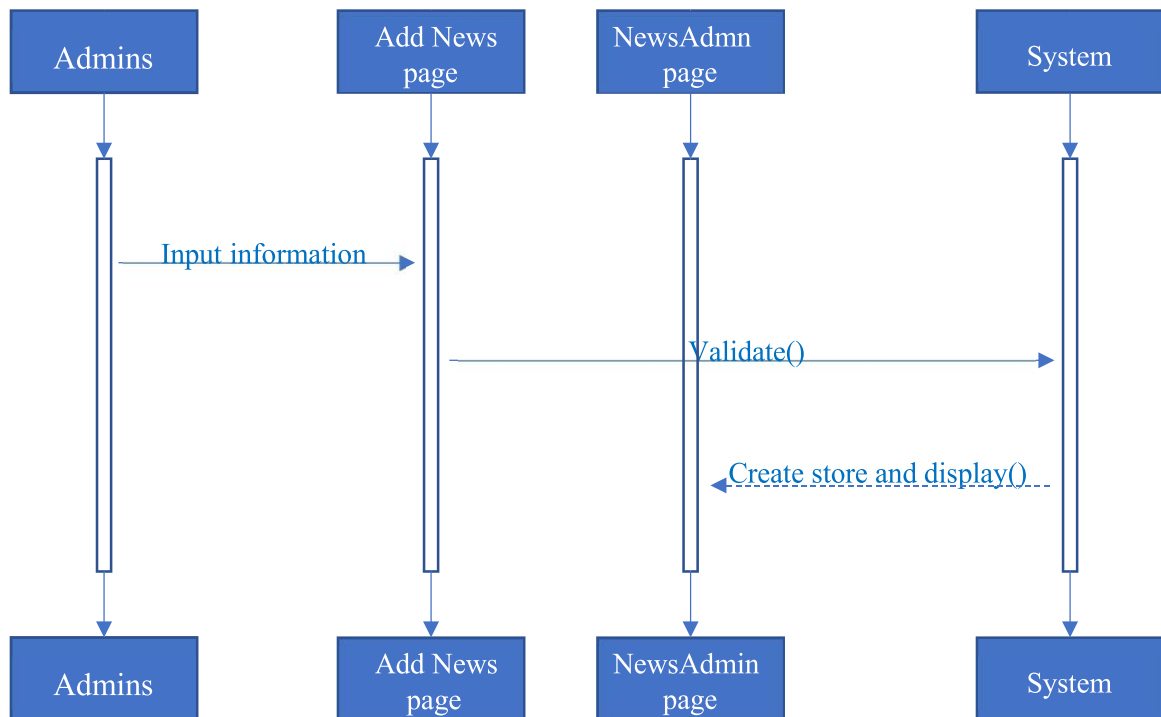 Admins
Add News
page
NewsAdmn
page
System
Input information
Validate()
Create store and display()
Admins
Add News
page
NewsAdmin
page
System